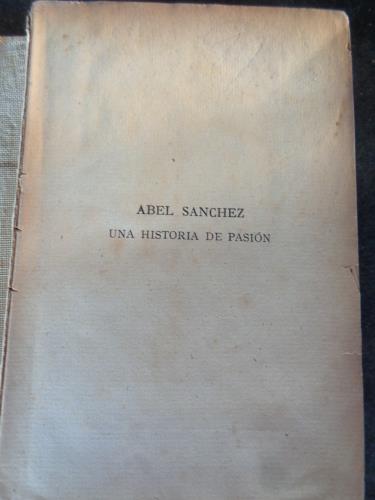 ABEL SANCHEZ
UNA HISTORIA DE PASIÓN